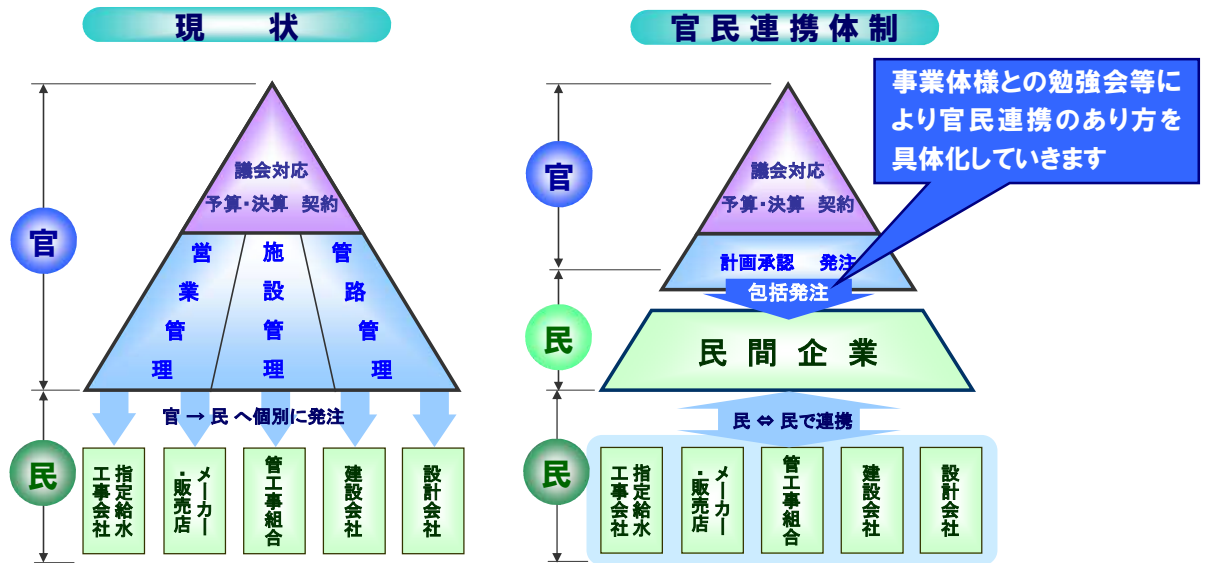 現状
官
議会対応
予算・決算 契約
営業管理
施設管理
管路管理
官 → 民 へ個別に発注
民
指定給水
工事会社
メーカー
・販売店
管工事組合
建設会社
設計会社
官民連携体制
事業体様との勉強会等に
より官民連携のあり方を
具体化していきます
官
議会対応
予算・決算 契約
計画承認 発注
包括発注
民
民間企業
民 ⇔ 民で連携
民
指定給水
工事会社
メーカー
・販売店
管工事組合
建設会社
設計会社